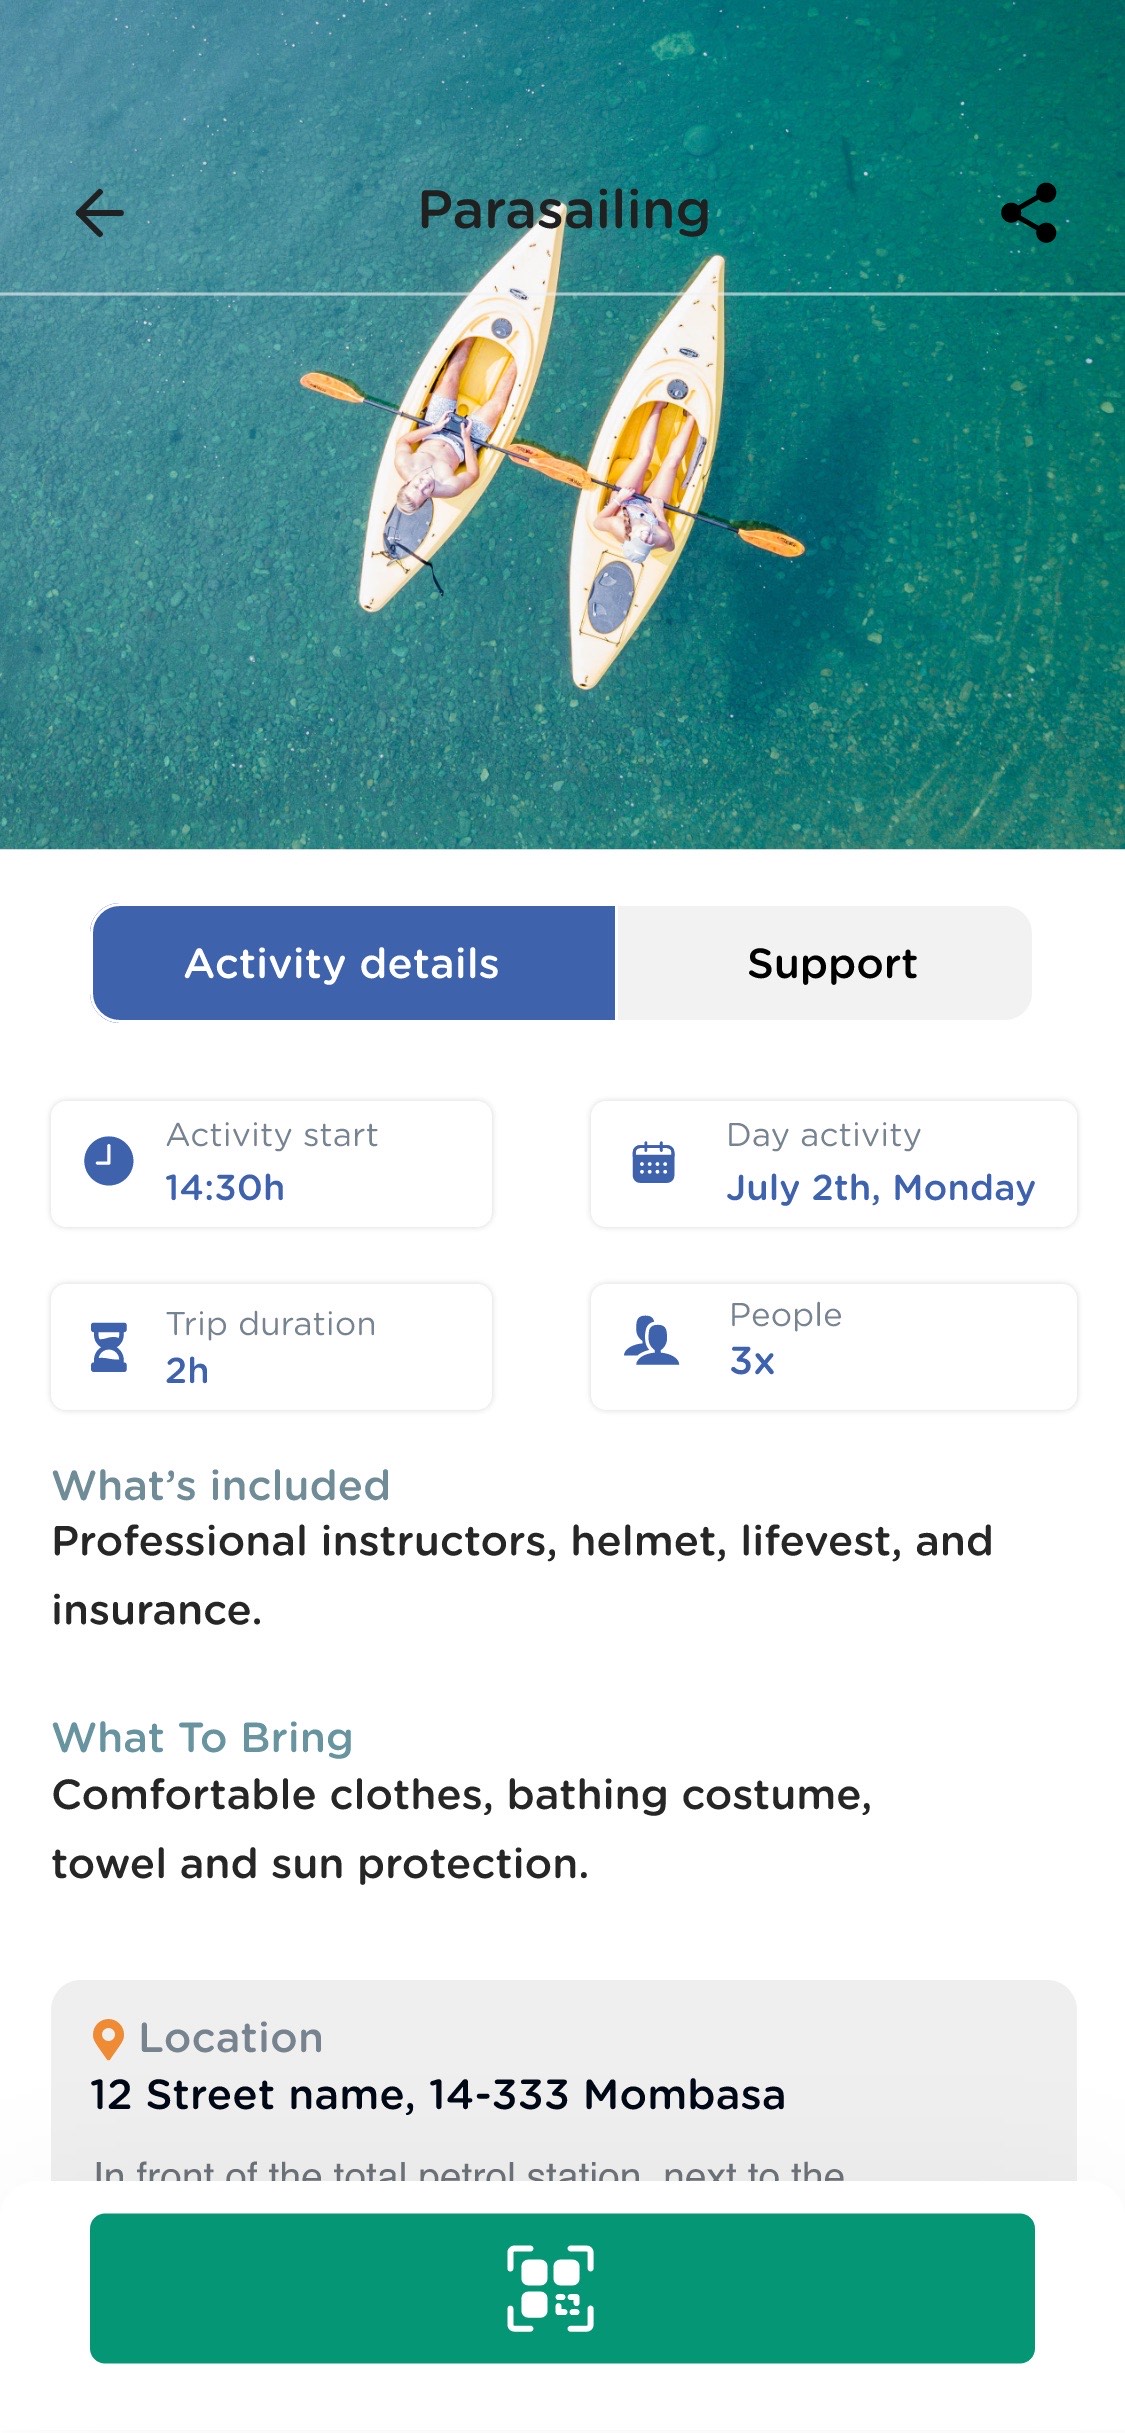 Parasailing
Activity details
Support
Activity start
14:30h
Day activity
July 2th, Monday
Trip duration
2h
People
3x
What’s included
Professional instructors, helmet, lifevest, and
insurance.
What To Bring
Comfortable clothes, bathing costume,
towel and sun protection.
Location
12 Street name, 14-333 Mombasa
In front of the total petrol station, next to the